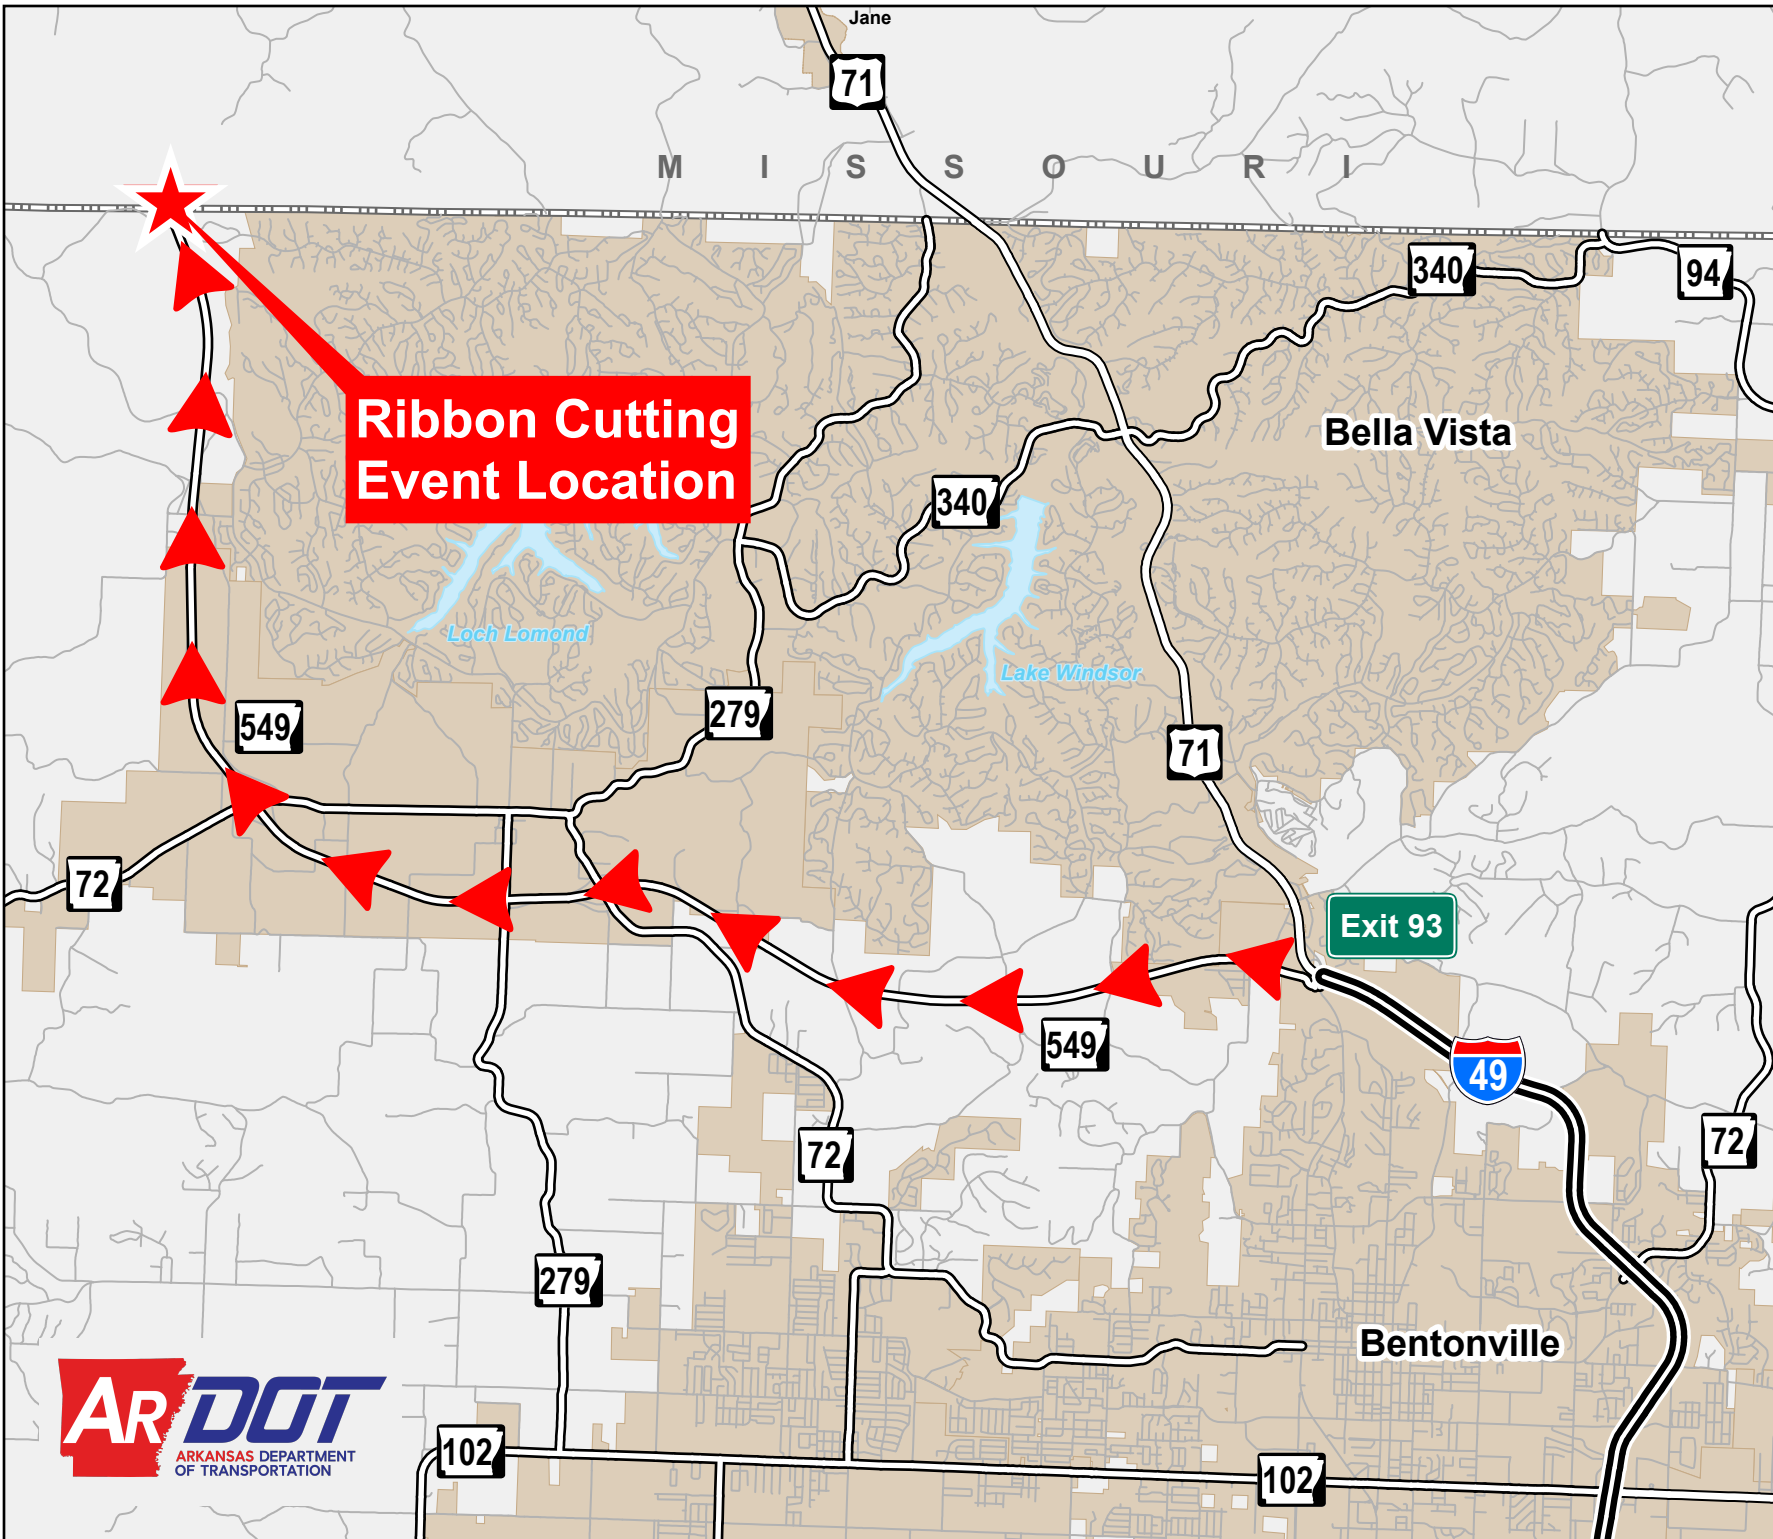 Jane
71
M I S S O U R I
340
94
Ribbon Cutting
Event Location
Bella Vista
340
Loch Lomond
Lake Windsor
279
549
71
72
Exit 93
549
49
72
72
279
Bentonville
AR DOT
ARKANSAS DEPARTMENT
OF TRANSPORTATION
102
102